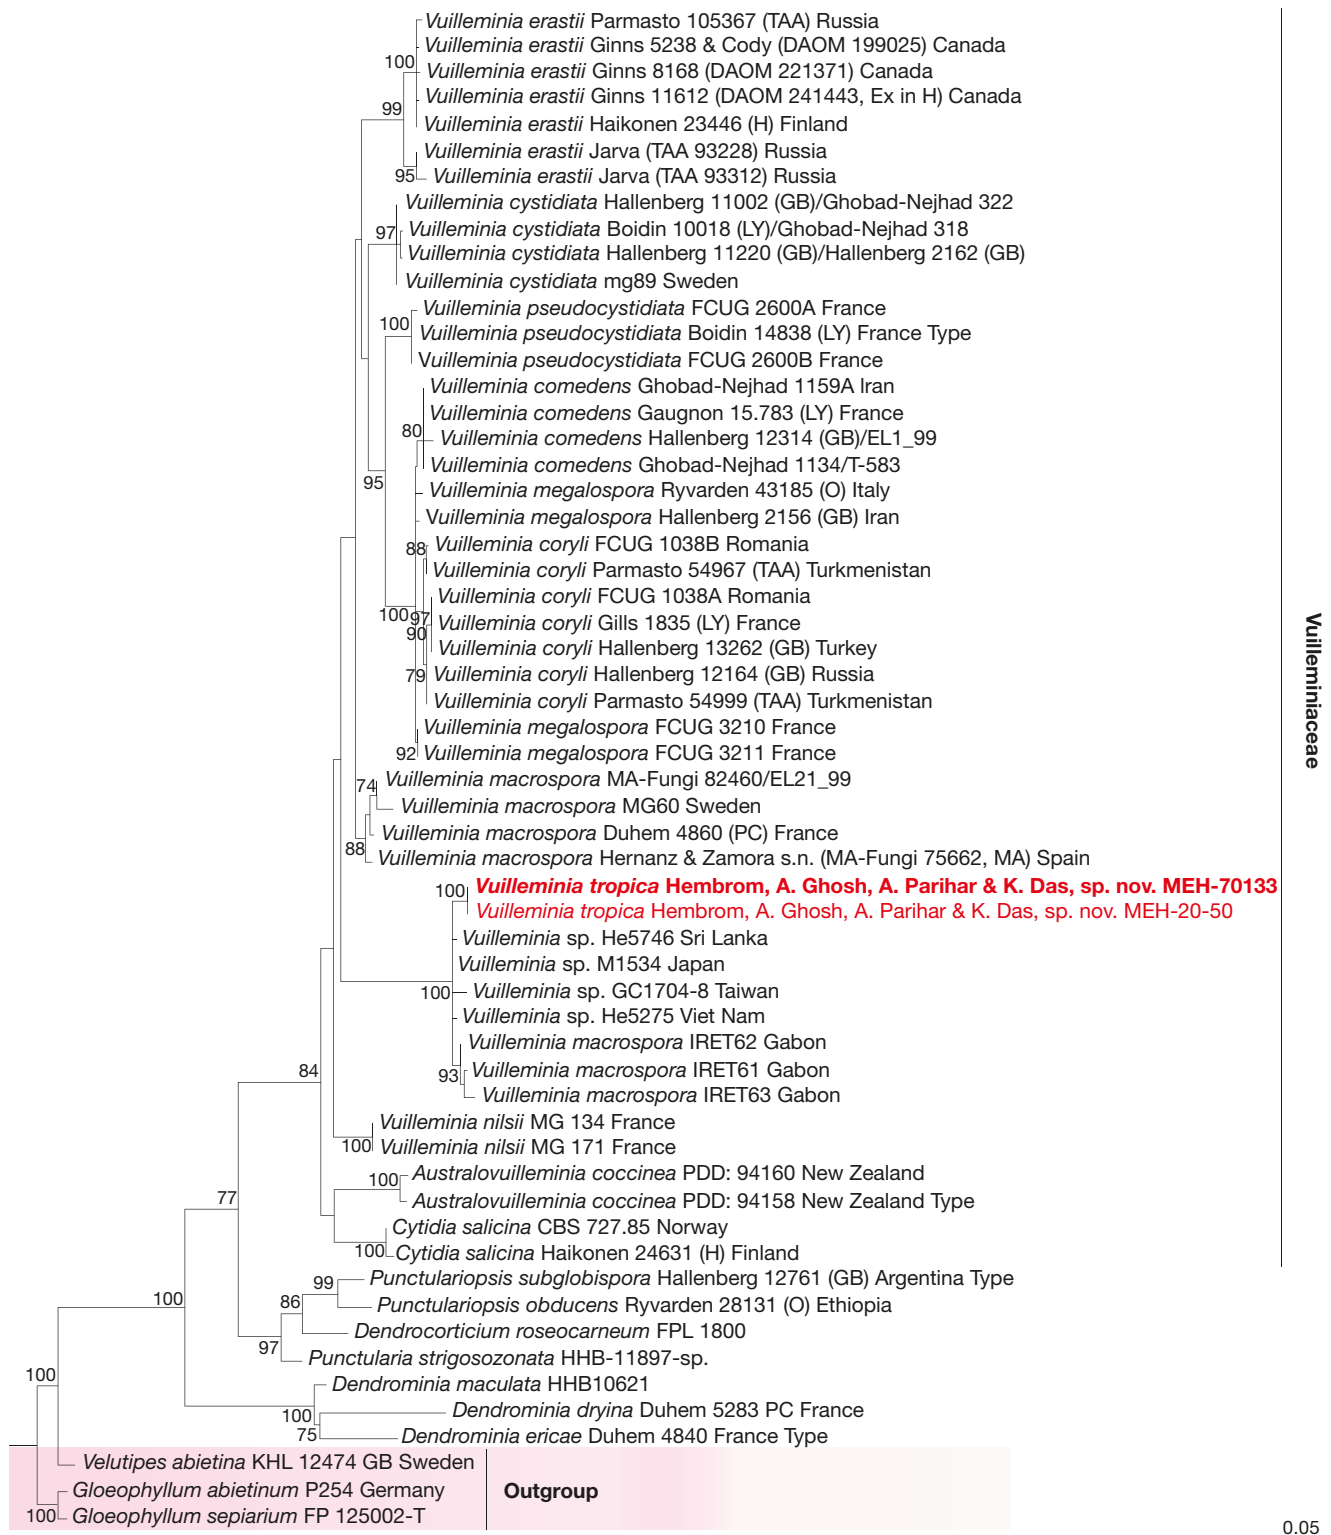 Vuilleminia erastii Parmasto 105367 (TAA) Russia
Vuilleminia erastii Ginns 5238 & Cody (DAOM 199025) Canada
100
Vuilleminia erastii Ginns 8168 (DAOM 221371) Canada
Vuilleminia erastii Ginns 11612 (DAOM 241443, Ex in H) Canada
99
Vuilleminia erastii Haikonen 23446 (H) Finland
Vuilleminia erastii Jarva (TAA 93228) Russia
95
Vuilleminia erastii Jarva (TAA 93312) Russia
Vuilleminia cystidiata Hallenberg 11002 (GB)/Ghobad-Nejhad 322
97
Vuilleminia cystidiata Boidin 10018 (LY)/Ghobad-Nejhad 318
Vuilleminia cystidiata Hallenberg 11220 (GB)/Hallenberg 2162 (GB)
Vuilleminia cystidiata mg89 Sweden
Vuilleminia pseudocystidiata FCUG 2600A France
100
Vuilleminia pseudocystidiata Boidin 14838 (LY) France Type
Vuilleminia pseudocystidiata FCUG 2600B France
Vuilleminia comedens Ghobad-Nejhad 1159A Iran
Vuilleminia comedens Gaugnon 15.783 (LY) France
80
Vuilleminia comedens Hallenberg 12314 (GB)/EL1_99
Vuilleminia comedens Ghobad-Nejhad 1134/T-583
95
Vuilleminia megalospora Ryvarden 43185 (O) Italy
Vuilleminia megalospora Hallenberg 2156 (GB) Iran
88
Vuilleminia coryli FCUG 1038B Romania
Vuilleminia coryli Parmasto 54967 (TAA) Turkmenistan
Vuilleminia coryli FCUG 1038A Romania
100
97
Vuilleminia coryli Gills 1835 (LY) France
90
Vuilleminia coryli Hallenberg 13262 (GB) Turkey
79
Vuilleminia coryli Hallenberg 12164 (GB) Russia
Vuilleminia coryli Parmasto 54999 (TAA) Turkmenistan
Vuilleminia megalospora FCUG 3210 France
92
Vuilleminia megalospora FCUG 3211 France
74
Vuilleminia macrospora MA-Fungi 82460/EL21_99
Vuilleminia macrospora MG60 Sweden
Vuilleminia macrospora Duhem 4860 (PC) France
88
Vuilleminia macrospora Hernanz & Zamora s.n. (MA-Fungi 75662, MA) Spain
100
Vuilleminia tropica Hembrom, A. Ghosh, A. Parihar & K. Das, sp. nov. MEH-70133
Vuilleminia tropica Hembrom, A. Ghosh, A. Parihar & K. Das, sp. nov. MEH-20-50
Vuilleminia sp. He5746 Sri Lanka
Vuilleminia sp. M1534 Japan
100
Vuilleminia sp. GC1704-8 Taiwan
Vuilleminia sp. He5275 Viet Nam
Vuilleminia macrospora IRET62 Gabon
93
Vuilleminia macrospora IRET61 Gabon
Vuilleminia macrospora IRET63 Gabon
84
Vuilleminia nilsii MG 134 France
100
Vuilleminia nilsii MG 171 France
100
Australovuilleminia coccinea PDD: 94160 New Zealand
77
Australovuilleminia coccinea PDD: 94158 New Zealand Type
Cytidia salicina CBS 727.85 Norway
100
Cytidia salicina Haikonen 24631 (H) Finland
Vuilleminiaceae
99
Punctulariopsis subglobispora Hallenberg 12761 (GB) Argentina Type
100
86
Punctulariopsis obducens Ryvarden 28131 (O) Ethiopia
Dendrocorticium roseocarneum FPL 1800
97
Punctularia strigosozonata HHB-11897-sp.
100
Dendrominia maculata HHB10621
100
Dendrominia dryina Duhem 5283 PC France
75
Dendrominia ericae Duhem 4840 France Type
Velutipes abietina KHL 12474 GB Sweden
Gloeophyllum abietinum P254 Germany
Outgroup
100
Gloeophyllum sepiarium FP 125002-T
0.05